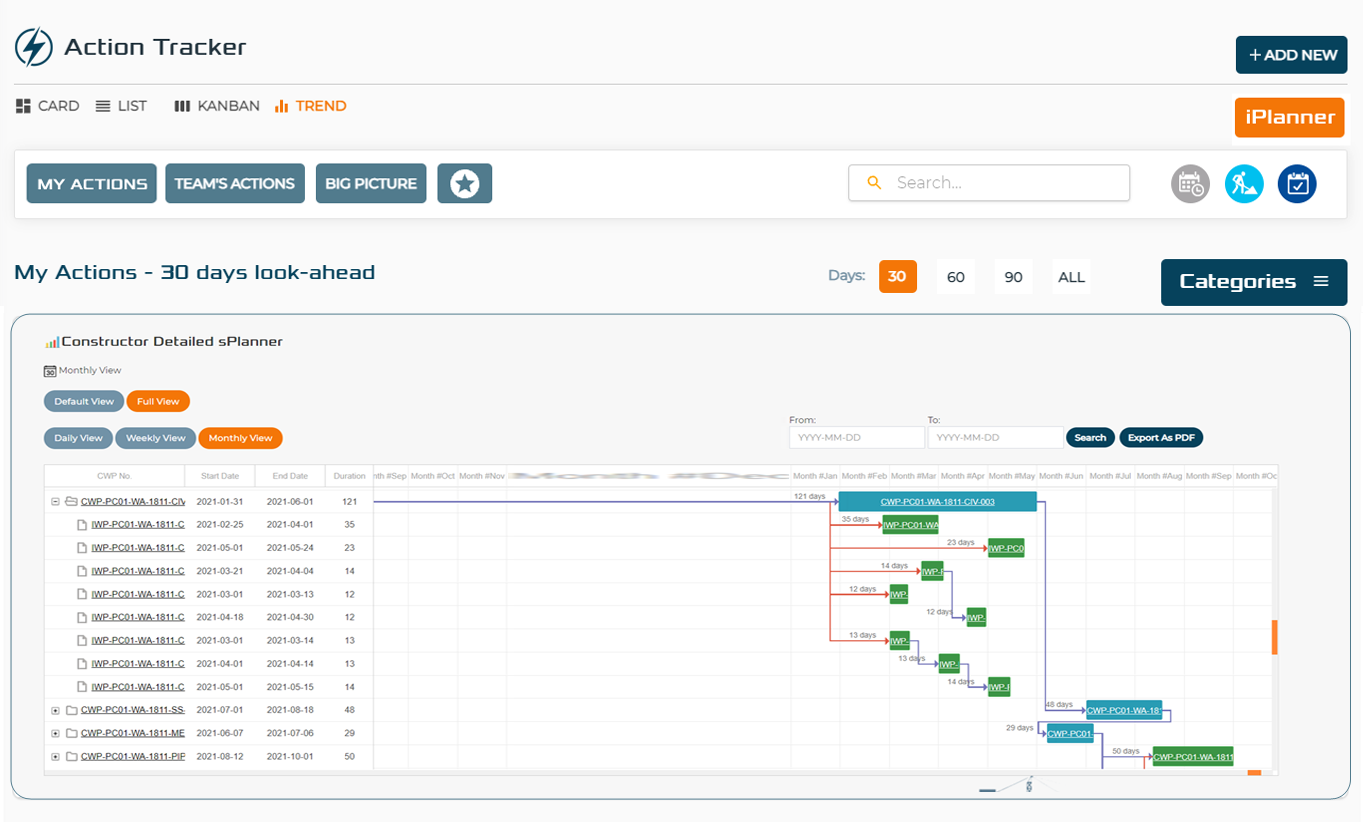 Action Tracker
+ ADD NEW
CARD LIST KANBAN TREND
iPlanner
MY ACTIONS TEAM'S ACTIONS BIG PICTURE Search...
My Actions - 30 days look-ahead Days: 30 60 90 ALL Categories
Constructor Detailed sPlanner
30 Monthly View
Default View Full View
Daily View Weekly View Monthly View From: YYYY-MM-DD To: YYYY-MM-DD Search Export As PDF
CWP No. Start Date End Date Duration nth #Sep Month #Oct Month #Nov Month #Dec Month #Jan Month #Feb Month #Mar Month #Apr Month #May Month #Jun Month #Jul Month #Aug Month #Sep Month #Oc
CWP-PC01-WA-1811-CIV 2021-01-31 2021-06-01 121 121 days CWP-PC01-WA-1811-CIV-003
IWP-PC01-WA-1811-C 2021-02-25 2021-04-01 35 35 days IWP-PC01-WA
IWP-PC01-WA-1811-C 2021-05-01 2021-05-24 23 23 days IWP-PC0
IWP-PC01-WA-1811-C 2021-03-21 2021-04-04 14 14 days IWP-
IWP-PC01-WA-1811-C 2021-03-01 2021-03-13 12 12 days IWP-
IWP-PC01-WA-1811-C 2021-04-18 2021-04-30 12 12 days IWP-
IWP-PC01-WA-1811-C 2021-03-01 2021-03-14 13 13 days IWP-
IWP-PC01-WA-1811-C 2021-04-01 2021-04-14 13 13 days IWP-
IWP-PC01-WA-1811-C 2021-05-01 2021-05-15 14 14 days IWP-
CWP-PC01-WA-1811-SS- 2021-07-01 2021-08-18 48 48 days CWP-PC01-WA-181
CWP-PC01-WA-1811-ME 2021-06-07 2021-07-06 29 29 days CWP-PC01-
CWP-PC01-WA-1811-PIP 2021-08-12 2021-10-01 50 50 days CWP-PC01-WA-1811